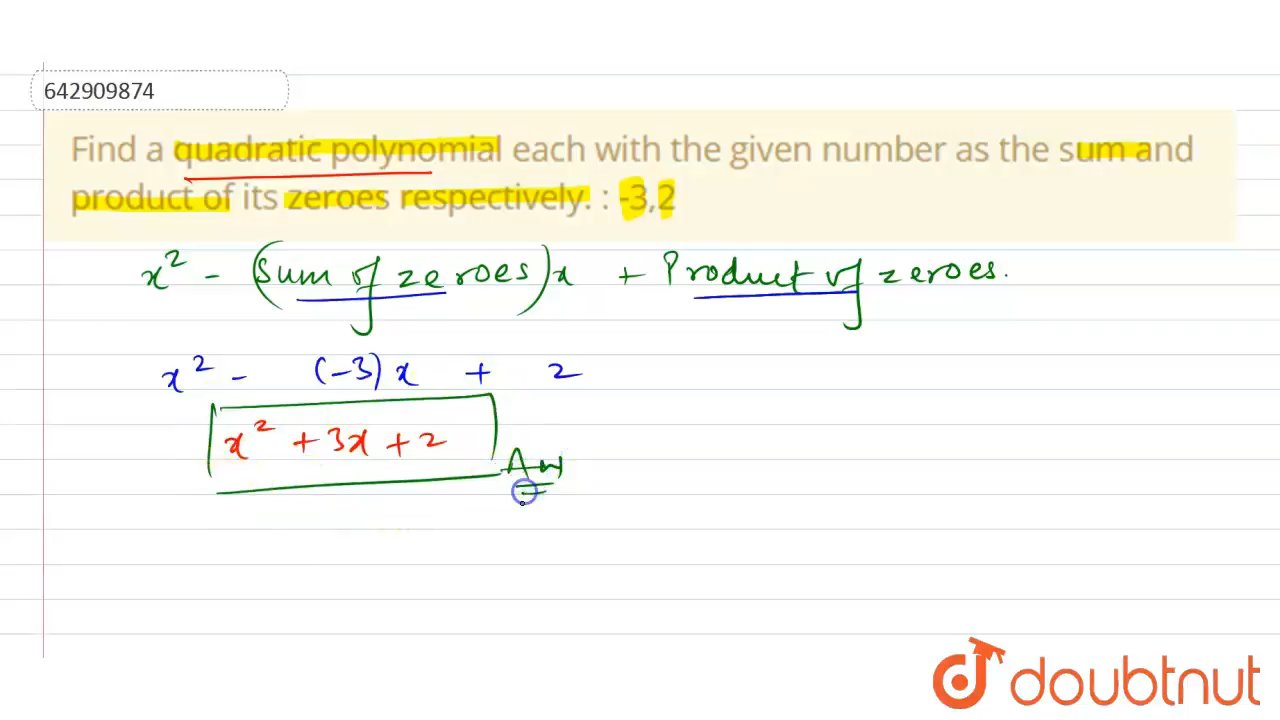 642909874
Find a quadratic polynomial each with the given number as the sum and
product of its zeroes respectively. : -3,2
x² - (Sum of zeroes)x + Product of zeroes.
x² - (-3)x + 2
x² + 3x + 2
Ans
doubtnut